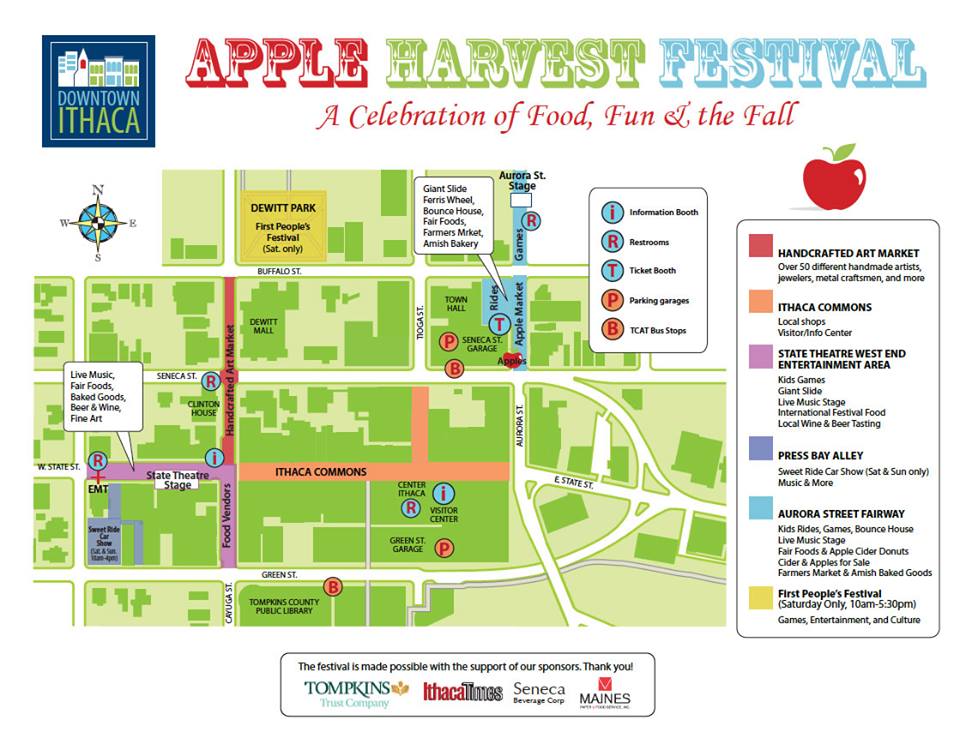 DOWNTOWN
ITHACA
APPLE HARVEST FESTIVAL
A Celebration of Food, Fun & the Fall
N
W
E
S
DEWITT PARK
First People's
Festival
(Sat. only)
Giant Slide
Ferris Wheel,
Bounce House,
Fair Foods,
Farmers Mrket,
Amish Bakery
Aurora St.
Stage
R
Games
i Information Booth
R Restrooms
T Ticket Booth
P Parking garages
B TCAT Bus Stops
BUFFALO ST.
DEWITT
MALL
Handcrafted Art Market
TIOGA ST.
TOWN
HALL
Rides
Apple Market
T
P
SENECA ST.
GARAGE
Apples
B
Live Music,
Fair Foods,
Baked Goods,
Beer & Wine,
Fine Art
SENECA ST.
R
CLINTON
HOUSE
AURORA ST.
W. STATE ST.
R
EMT
i
State Theatre
Stage
ITHACA COMMONS
E. STATE ST.
Food Vendors
CENTER
ITHACA
R
i
VISITOR
CENTER
Sweet Ride
Car
Show
(Sat. & Sun.
10am-4pm)
GREEN ST.
GARAGE
P
GREEN ST.
B
CAYUGA ST.
TOMPKINS COUNTY
PUBLIC LIBRARY
HANDCRAFTED ART MARKET
Over 50 different handmade artists,
jewelers, metal craftsmen, and more
ITHACA COMMONS
Local shops
Visitor/Info Center
STATE THEATRE WEST END
ENTERTAINMENT AREA
Kids Games
Giant Slide
Live Music Stage
International Festival Food
Local Wine & Beer Tasting
PRESS BAY ALLEY
Sweet Ride Car Show (Sat & Sun only)
Music & More
AURORA STREET FAIRWAY
Kids Rides, Games, Bounce House
Live Music Stage
Fair Foods & Apple Cider Donuts
Cider & Apples for Sale
Farmers Market & Amish Baked Goods
First People's Festival
(Saturday Only, 10am-5:30pm)
Games, Entertainment, and Culture
The festival is made possible with the support of our sponsors. Thank you!
TOMPKINS
Trust Company
IthacaTimes
Seneca
Beverage Corp
MAINES
PAPER & FOOD SERVICE, INC.